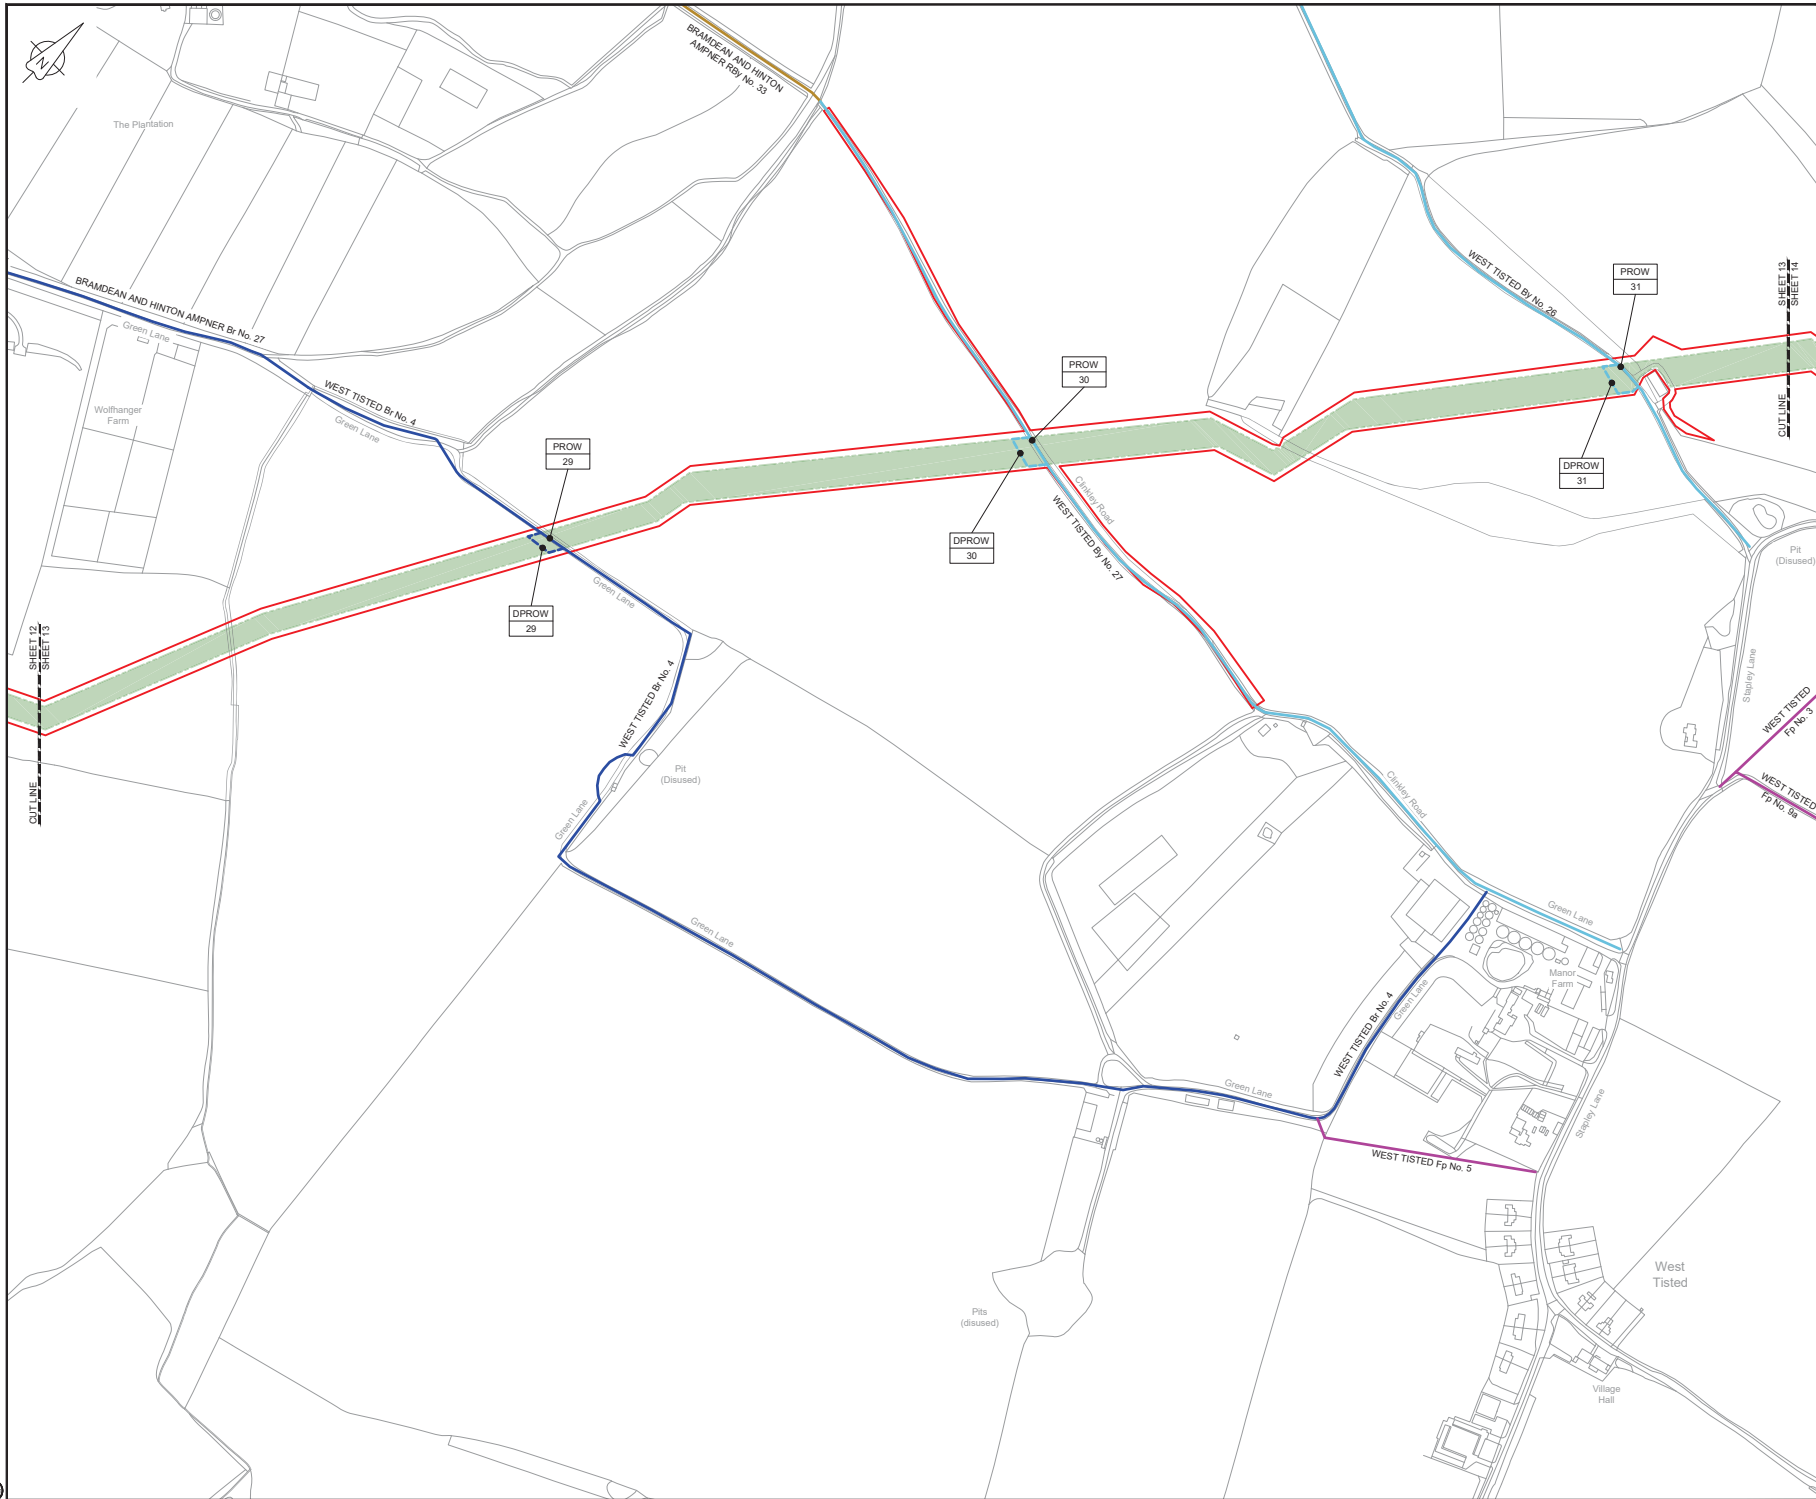 N
BRAMDEAN AND HINTON
AMPNER RBy No. 33
The Plantation
BRAMDEAN AND HINTON AMPNER Br No. 27
Green Lane
WEST TISTED Br No. 4
Green Lane
Wolfhanger
Farm
WEST TISTED By No. 26
PROW
31
SHEET 13
SHEET 14
CUT LINE
PROW
30
PROW
29
DPROW
31
DPROW
30
Clinkley Road
WEST TISTED By No. 27
Pit
(Disused)
Green Lane
DPROW
29
SHEET 12
SHEET 13
CUT LINE
WEST TISTED Br No. 4
Pit
(Disused)
Green Lane
Stapley Lane
WEST TISTED
Fp No. 3
WEST TISTED
Fp No. 9a
Clinkley Road
Green Lane
Green Lane
Manor
Farm
WEST TISTED Br No. 4
Green Lane
Green Lane
Stapley Lane
WEST TISTED Fp No. 5
West
Tisted
Pits
(disused)
Village
Hall